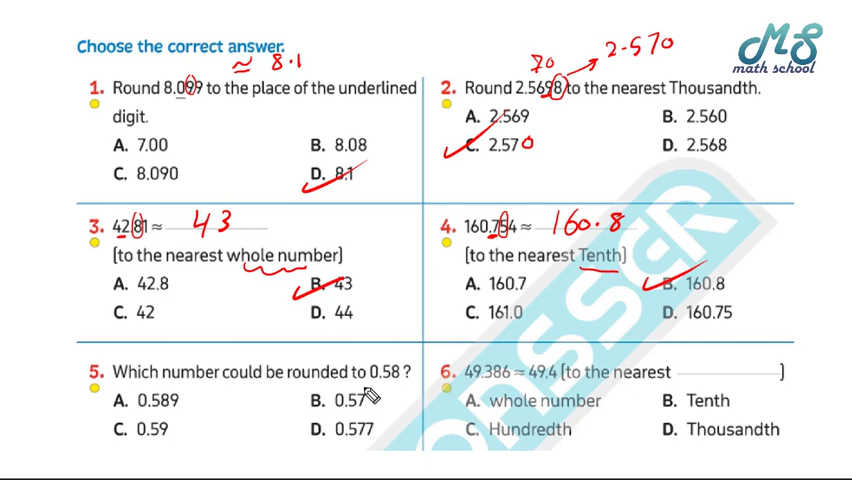 MS
math school
Choose the correct answer.
≈ 8.1
1. Round 8.099 to the place of the underlined
digit.
A. 7.00 B. 8.08
C. 8.090 D. 8.1
70 2.570
2. Round 2.5698 to the nearest Thousandth.
A. 2.569 B. 2.560
C. 2.570 D. 2.568
3. 42.81 ≈ 43
[to the nearest whole number]
A. 42.8 B. 43
C. 42 D. 44
4. 160.754 ≈ 160.8
[to the nearest Tenth]
A. 160.7 B. 160.8
C. 161.0 D. 160.75
5. Which number could be rounded to 0.58?
A. 0.589 B. 0.57
C. 0.59 D. 0.577
6. 49.386 ≈ 49.4 [to the nearest ]
A. whole number B. Tenth
C. Hundredth D. Thousandth